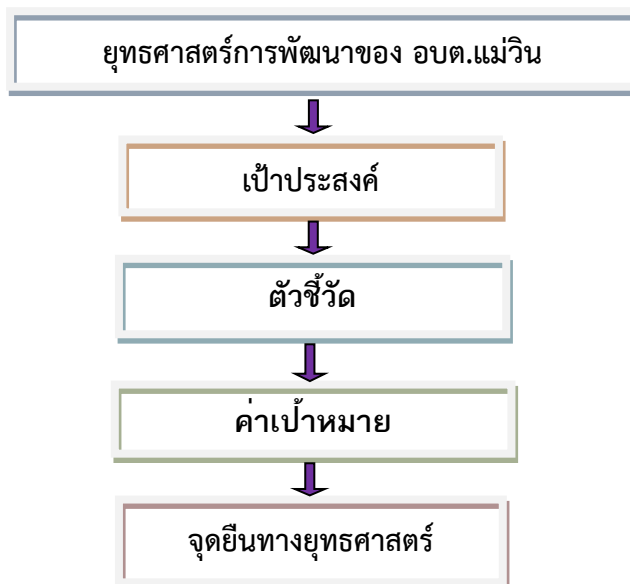 ยุทธศาสตร์การพัฒนาของ อบต.แม่วิน
เป้าประสงค์
ตัวชี้วัด
ค่าเป้าหมาย
จุดยืนทางยุทธศาสตร์